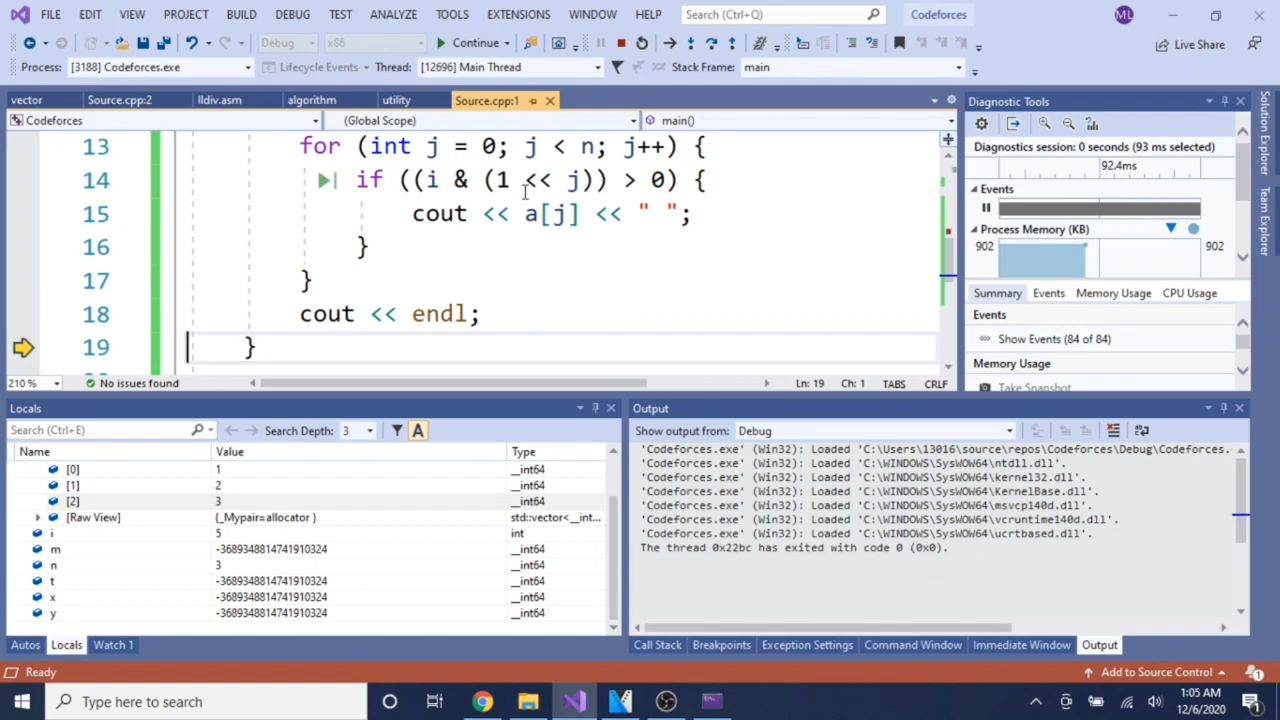 FILE EDIT VIEW PROJECT BUILD DEBUG TEST ANALYZE TOOLS EXTENSIONS WINDOW HELP Search (Ctrl+Q) Codeforces ML
Debug x86 Continue Live Share
Process: [3188] Codeforces.exe Lifecycle Events Thread: [12696] Main Thread Stack Frame: main
vector Source.cpp:2 lldiv.asm algorithm utility Source.cpp:1
Codeforces (Global Scope) main()
13 for (int j = 0; j < n; j++) {
14 if ((i & (1 << j)) > 0) {
15 cout << a[j] << " ";
16 }
17 }
18 cout << endl;
19 }
210 % No issues found Ln: 19 Ch: 1 TABS CRLF
Diagnostic Tools
Diagnostics session: 0 seconds (93 ms selected)
92.4ms
Events
Process Memory (KB)
902 902
Summary Events Memory Usage CPU Usage
Events
Show Events (84 of 84)
Memory Usage
Take Snapshot
Solution Explorer
Team Explorer
Locals
Search (Ctrl+E) Search Depth: 3 A
Name Value Type
[0] 1 __int64
[1] 2 __int64
[2] 3 __int64
[Raw View] {_Mypair=allocator } std::vector<__int...
i 5 int
m -3689348814741910324 __int64
n 3 __int64
t -3689348814741910324 __int64
x -3689348814741910324 __int64
y -3689348814741910324 __int64
Autos Locals Watch 1
Output
Show output from: Debug
'Codeforces.exe' (Win32): Loaded 'C:\Users\13016\source\repos\Codeforces\Debug\Codeforces.
'Codeforces.exe' (Win32): Loaded 'C:\WINDOWS\SysWOW64\ntdll.dll'.
'Codeforces.exe' (Win32): Loaded 'C:\WINDOWS\SysWOW64\kernel32.dll'.
'Codeforces.exe' (Win32): Loaded 'C:\WINDOWS\SysWOW64\KernelBase.dll'.
'Codeforces.exe' (Win32): Loaded 'C:\WINDOWS\SysWOW64\msvcp140d.dll'.
'Codeforces.exe' (Win32): Loaded 'C:\WINDOWS\SysWOW64\vcruntime140d.dll'.
'Codeforces.exe' (Win32): Loaded 'C:\WINDOWS\SysWOW64\ucrtbased.dll'.
The thread 0x22bc has exited with code 0 (0x0).
Call Stack Breakpoints Exception Settings Command Window Immediate Window Output
Ready Add to Source Control 1
Type here to search 1:05 AM
12/6/2020 1